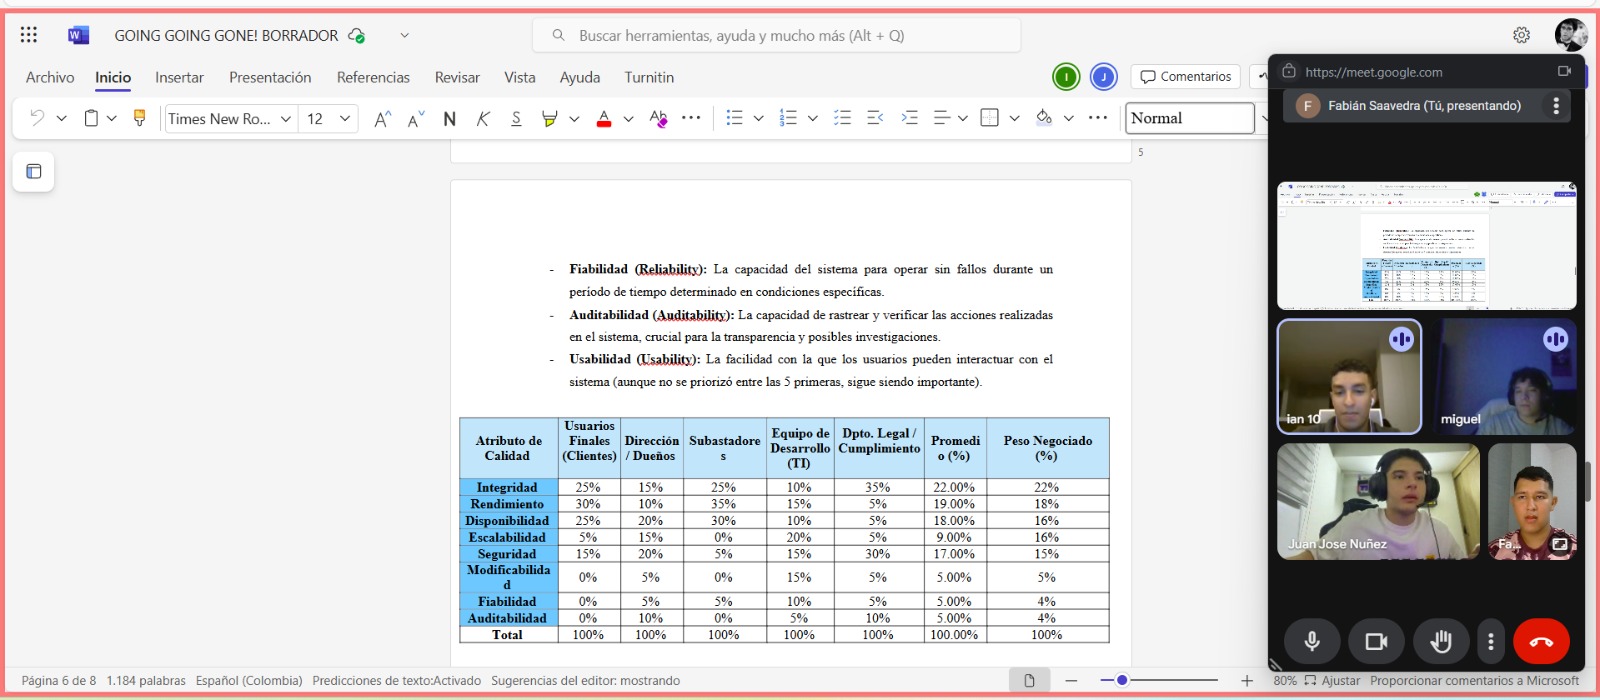 GOING GOING GONE! BORRADOR
Buscar herramientas, ayuda y mucho más (Alt + Q)
Archivo Inicio Insertar Presentación Referencias Revisar Vista Ayuda Turnitin
I J Comentarios
Times New Ro... 12 N K S A Normal
5
- Fiabilidad (Reliability): La capacidad del sistema para operar sin fallos durante un
período de tiempo determinado en condiciones específicas.
- Auditabilidad (Auditability): La capacidad de rastrear y verificar las acciones realizadas
en el sistema, crucial para la transparencia y posibles investigaciones.
- Usabilidad (Usability): La facilidad con la que los usuarios pueden interactuar con el
sistema (aunque no se priorizó entre las 5 primeras, sigue siendo importante).
Atributo de Calidad Usuarios Finales (Clientes) Dirección / Dueños Subastadores Equipo de Desarrollo (TI) Dpto. Legal / Cumplimiento Promedio (%) Peso Negociado (%)
Integridad 25% 15% 25% 10% 35% 22.00% 22%
Rendimiento 30% 10% 35% 15% 5% 19.00% 18%
Disponibilidad 25% 20% 30% 10% 5% 18.00% 16%
Escalabilidad 5% 15% 0% 20% 5% 9.00% 16%
Seguridad 15% 20% 5% 15% 30% 17.00% 15%
Modificabilidad 0% 5% 0% 15% 5% 5.00% 5%
Fiabilidad 0% 5% 5% 10% 5% 5.00% 4%
Auditabilidad 0% 10% 0% 5% 10% 5.00% 4%
Total 100% 100% 100% 100% 100% 100.00% 100%
https://meet.google.com
F Fabián Saavedra (Tú, presentando)
ian 10
miguel
Juan Jose Nuñez
Fa...
Página 6 de 8 1.184 palabras Español (Colombia) Predicciones de texto:Activado Sugerencias del editor: mostrando
80% Ajustar Proporcionar comentarios a Microsoft